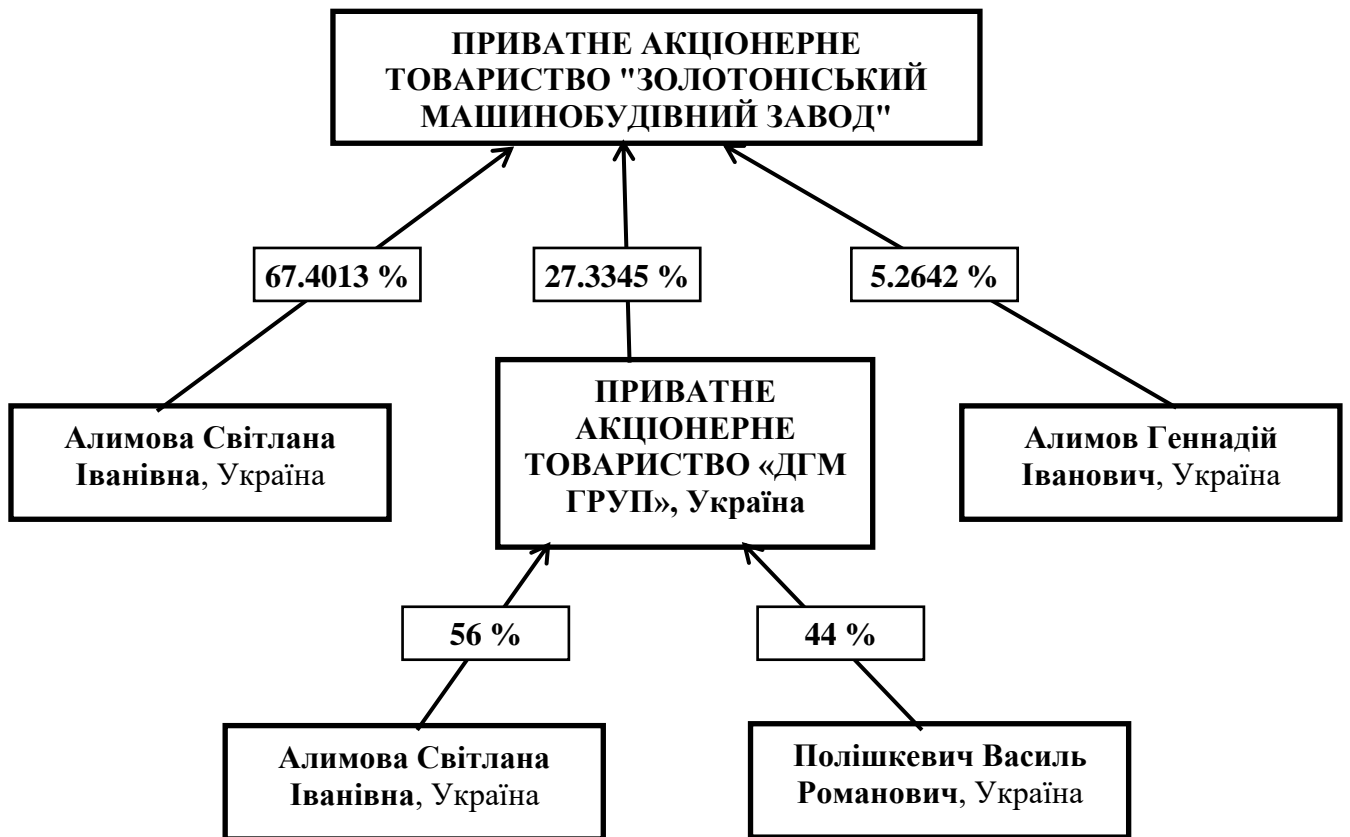 ПРИВАТНЕ АКЦІОНЕРНЕ
ТОВАРИСТВО "ЗОЛОТОНІСЬКИЙ
МАШИНОБУДІВНИЙ ЗАВОД"
67.4013 %
27.3345 %
5.2642 %
Алимова Світлана
Іванівна, Україна
ПРИВАТНЕ
АКЦІОНЕРНЕ
ТОВАРИСТВО «ДГМ
ГРУП», Україна
Алимов Геннадій
Іванович, Україна
56 %
44 %
Алимова Світлана
Іванівна, Україна
Полішкевич Василь
Романович, Україна